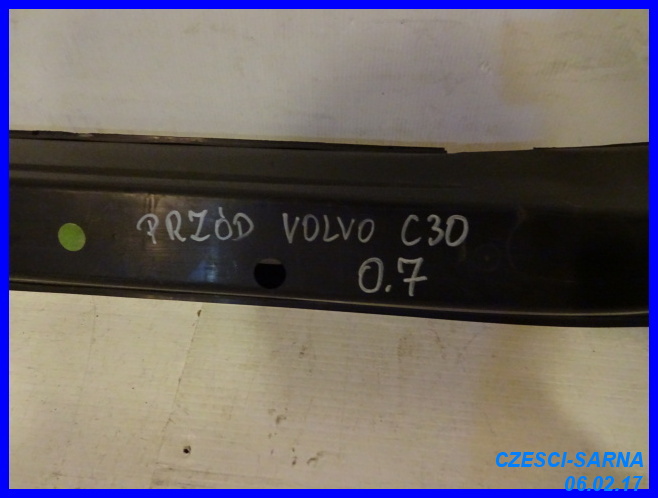 PRZÓD VOLVO C30
0.7
CZESCI-SARNA
06.02.17